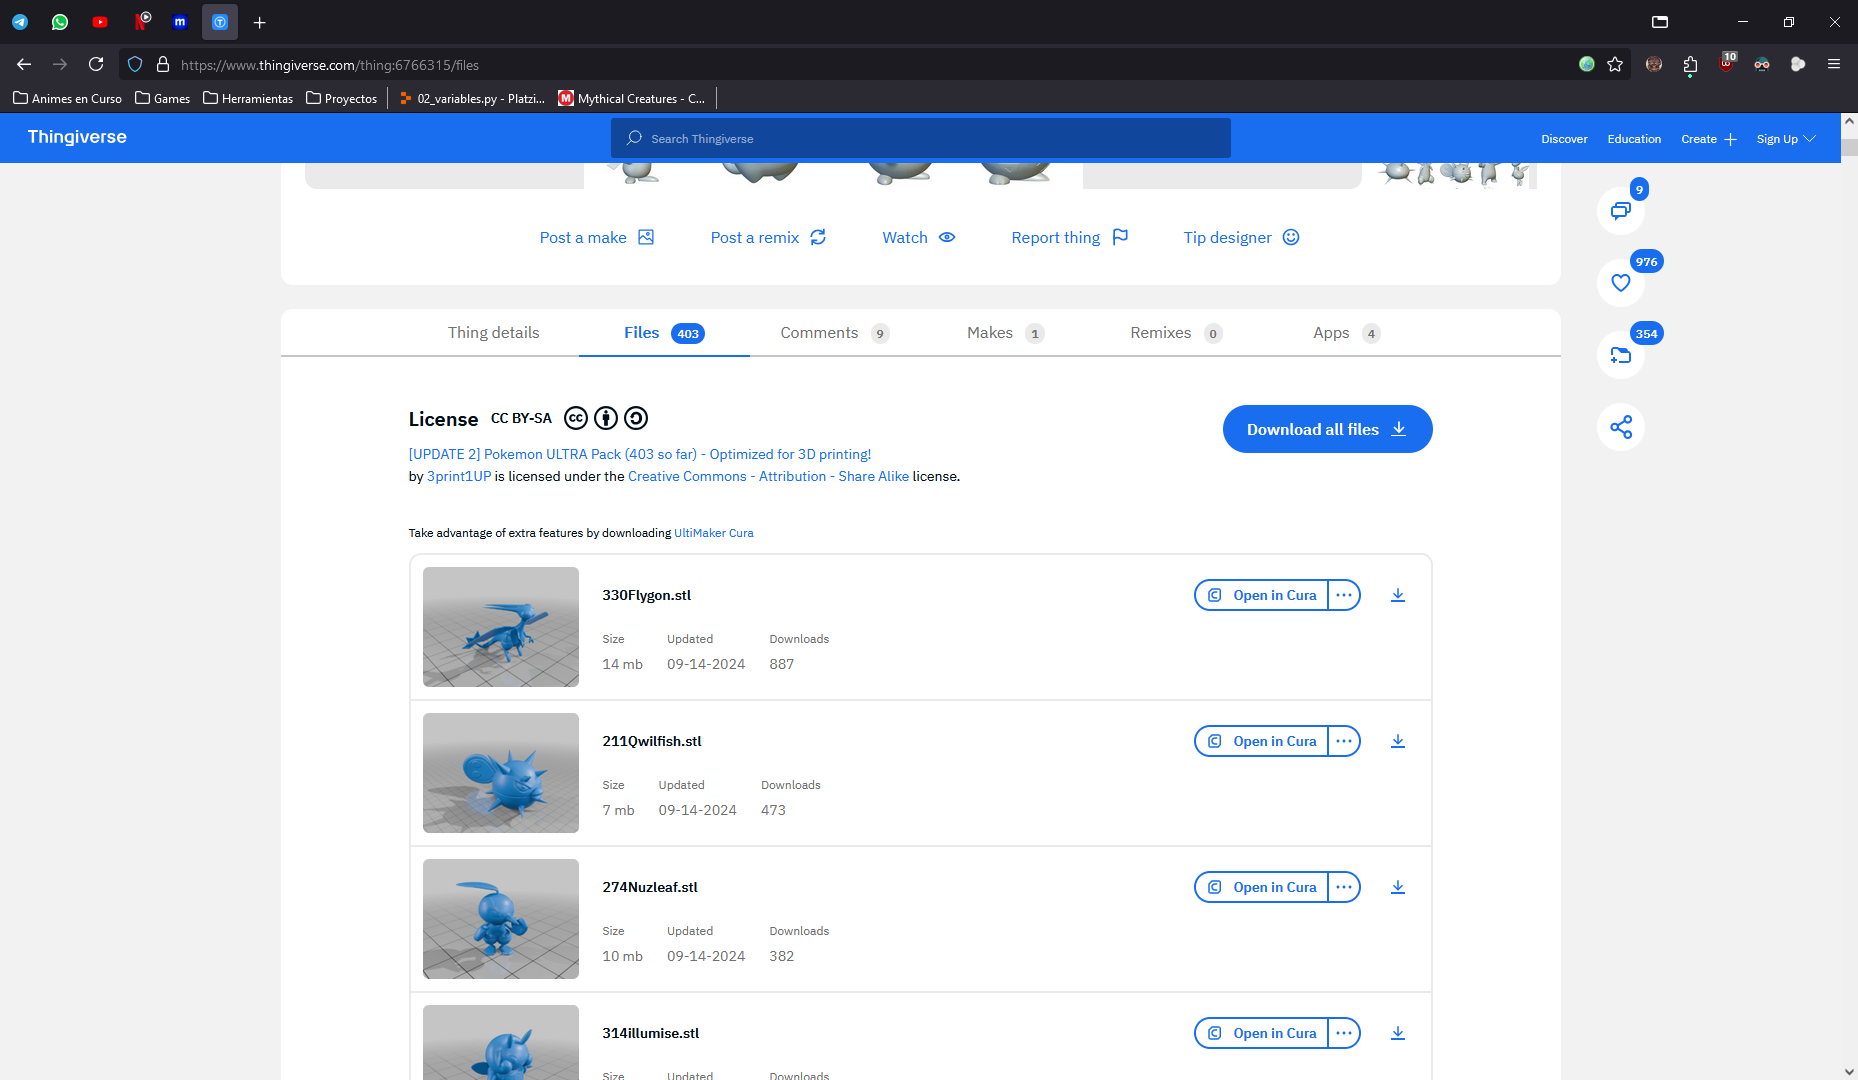 10
https://www.thingiverse.com/thing:6766315/files
Animes en Curso
Games
Herramientas
Proyectos
02_variables.py - Platzi...
Mythical Creatures - C...
Thingiverse
Search Thingiverse
Discover
Education
Create
Sign Up
9
976
354
Post a make
Post a remix
Watch
Report thing
Tip designer
Thing details
Files 403
Comments 9
Makes 1
Remixes 0
Apps 4
License CC BY-SA
Download all files
[UPDATE 2] Pokemon ULTRA Pack (403 so far) - Optimized for 3D printing!
by 3print1UP is licensed under the Creative Commons - Attribution - Share Alike license.
Take advantage of extra features by downloading UltiMaker Cura
330Flygon.stl
Open in Cura
Size Updated Downloads
14 mb 09-14-2024 887
211Qwilfish.stl
Open in Cura
Size Updated Downloads
7 mb 09-14-2024 473
274Nuzleaf.stl
Open in Cura
Size Updated Downloads
10 mb 09-14-2024 382
314illumise.stl
Open in Cura
Size Updated Downloads